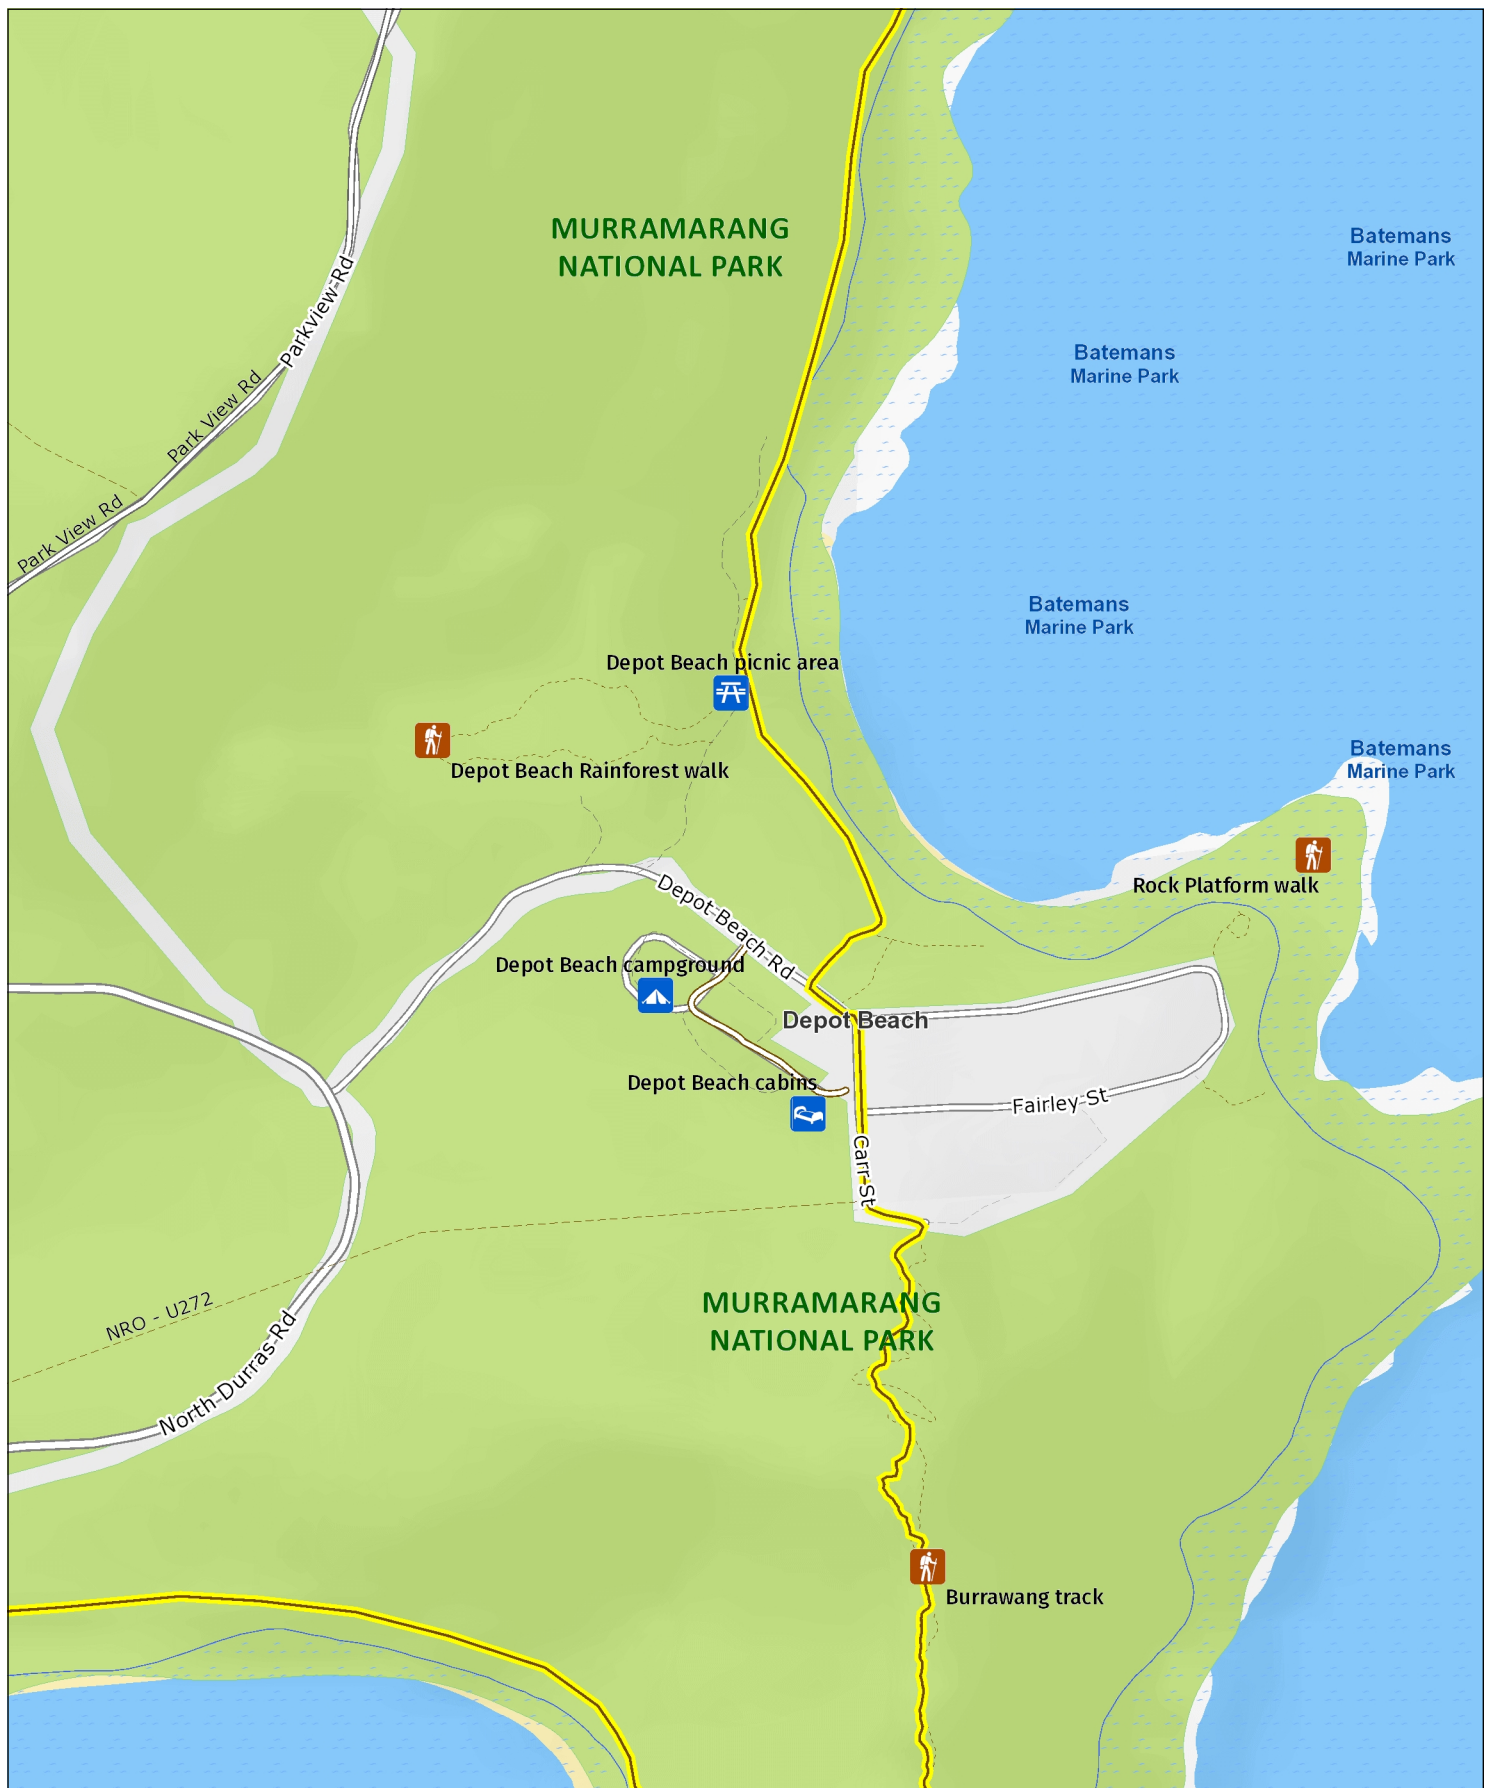 MURRAMARANG
NATIONAL PARK
Batemans
Marine Park
Parkview Rd
Batemans
Marine Park
Park View Rd
Park View Rd
Batemans
Marine Park
Depot Beach picnic area
Batemans
Marine Park
Depot Beach Rainforest walk
Rock Platform walk
Depot Beach Rd
Depot Beach campground
Depot Beach
Depot Beach cabins
Fairley St
Carr St
MURRAMARANG
NATIONAL PARK
NRO - U272
North Durras Rd
Burrawang track